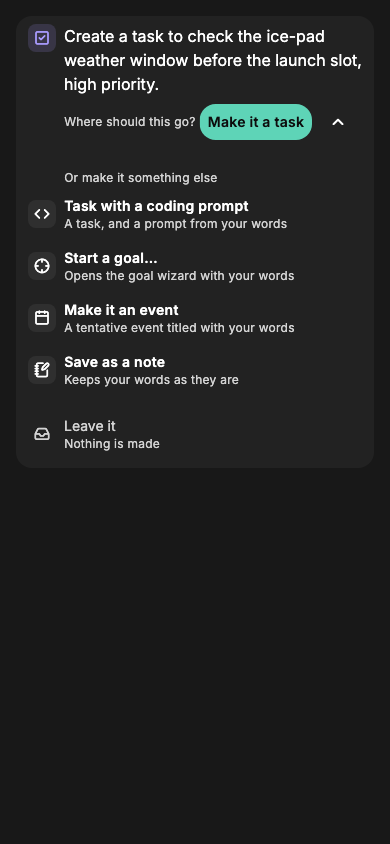 Create a task to check the ice-pad
weather window before the launch slot,
high priority.
Where should this go? Make it a task
Or make it something else
Task with a coding prompt
A task, and a prompt from your words
Start a goal...
Opens the goal wizard with your words
Make it an event
A tentative event titled with your words
Save as a note
Keeps your words as they are
Leave it
Nothing is made